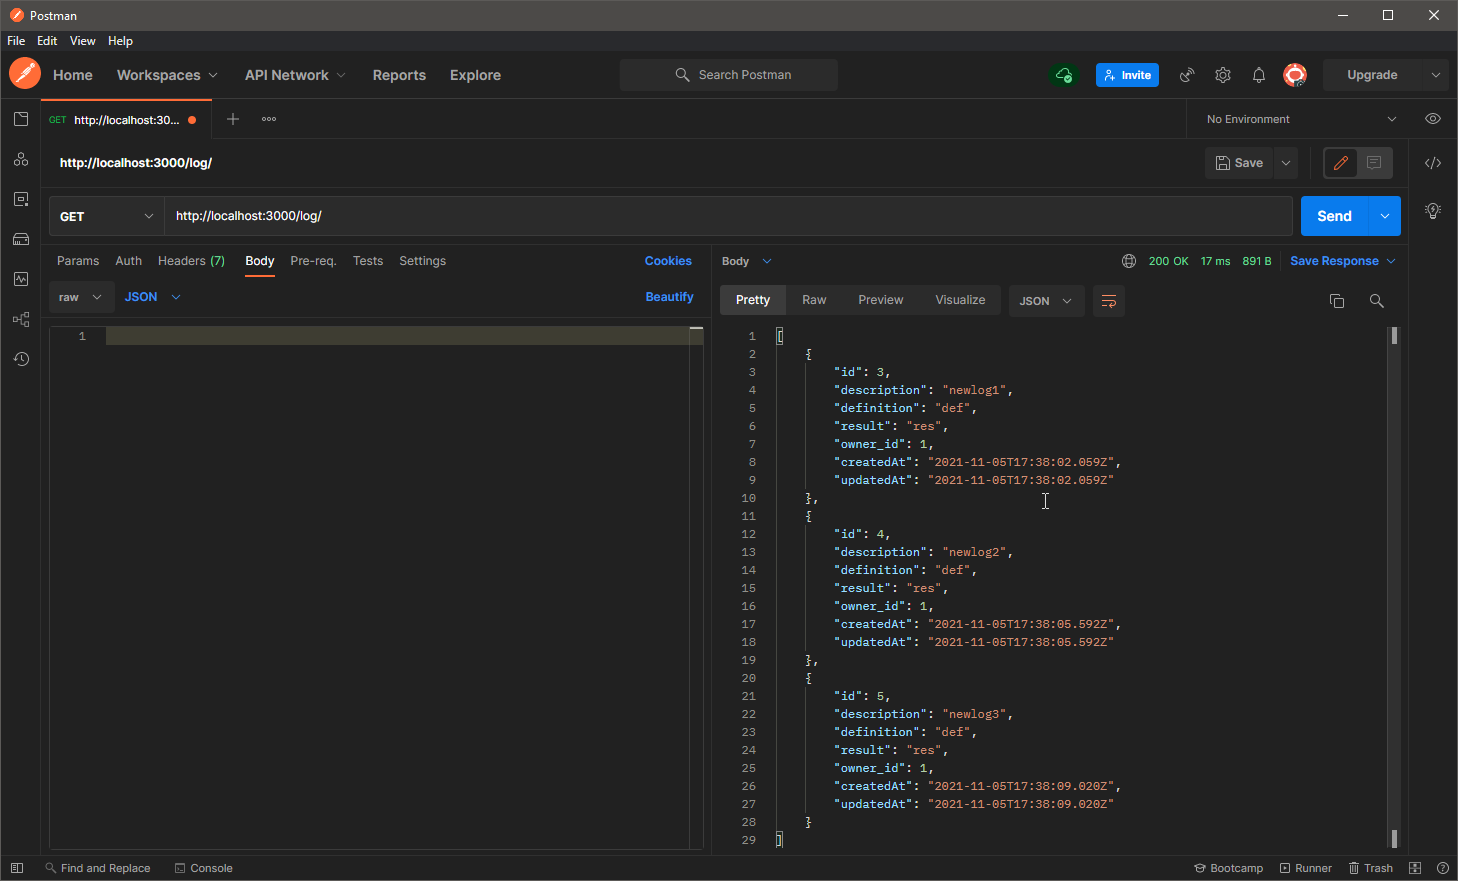 Postman
File Edit View Help
Home Workspaces API Network Reports Explore Search Postman Invite Upgrade
GET http://localhost:30... No Environment
http://localhost:3000/log/ Save
GET http://localhost:3000/log/ Send
Params Auth Headers (7) Body Pre-req. Tests Settings Cookies
raw JSON Beautify
1
Body 200 OK 17 ms 891 B Save Response
Pretty Raw Preview Visualize JSON
1 [
2 {
3 "id": 3,
4 "description": "newlog1",
5 "definition": "def",
6 "result": "res",
7 "owner_id": 1,
8 "createdAt": "2021-11-05T17:38:02.059Z",
9 "updatedAt": "2021-11-05T17:38:02.059Z"
10 },
11 {
12 "id": 4,
13 "description": "newlog2",
14 "definition": "def",
15 "result": "res",
16 "owner_id": 1,
17 "createdAt": "2021-11-05T17:38:05.592Z",
18 "updatedAt": "2021-11-05T17:38:05.592Z"
19 },
20 {
21 "id": 5,
22 "description": "newlog3",
23 "definition": "def",
24 "result": "res",
25 "owner_id": 1,
26 "createdAt": "2021-11-05T17:38:09.020Z",
27 "updatedAt": "2021-11-05T17:38:09.020Z"
28 }
29 ]
Find and Replace Console Bootcamp Runner Trash